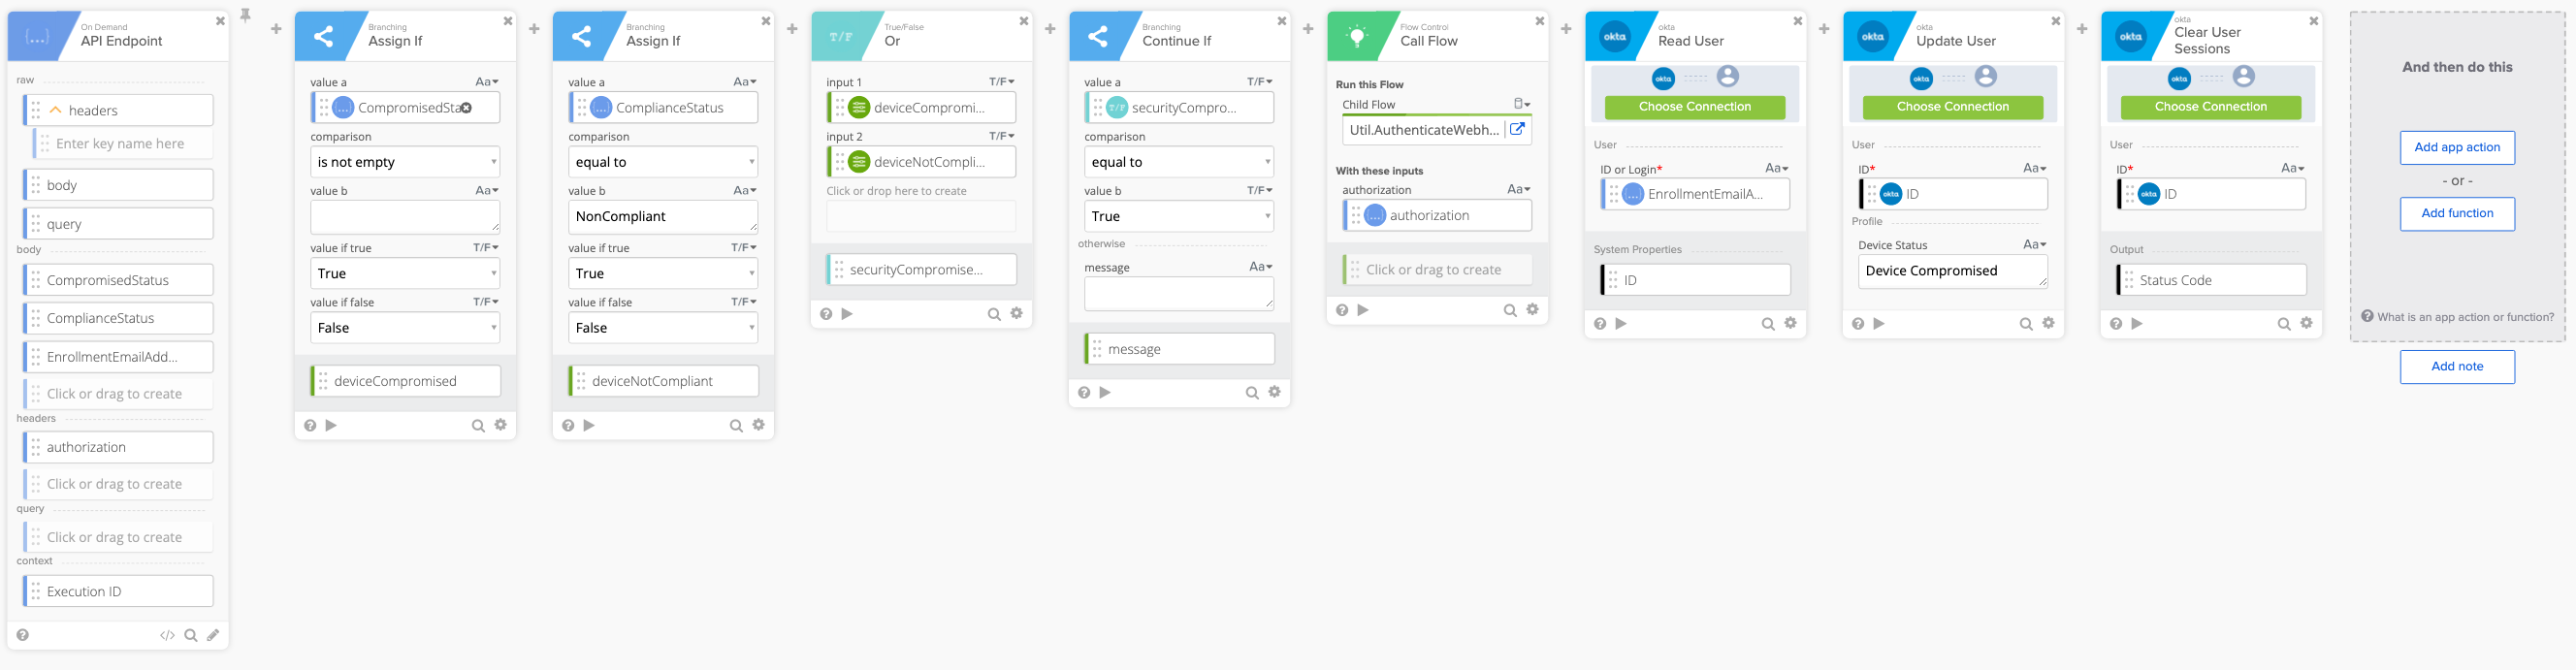 On Demand
API Endpoint
raw
headers
Enter key name here
body
query
body
CompromisedStatus
ComplianceStatus
EnrollmentEmailAdd...
Click or drag to create
headers
authorization
Click or drag to create
query
Click or drag to create
context
Execution ID
Branching
Assign If
value a Aa
CompromisedSta
comparison
is not empty
value b Aa
value if true T/F
True
value if false T/F
False
deviceCompromised
Branching
Assign If
value a Aa
ComplianceStatus
comparison
equal to
value b Aa
NonCompliant
value if true T/F
True
value if false T/F
False
deviceNotCompliant
T/F
True/False
Or
input 1 T/F
deviceCompromi...
input 2 T/F
deviceNotCompli...
Click or drop here to create
securityCompromise...
Branching
Continue If
value a T/F
T/F securityCompro...
comparison
equal to
value b T/F
True
otherwise
message Aa
message
Flow Control
Call Flow
Run this Flow
Child Flow
Util.AuthenticateWebh...
With these inputs
authorization Aa
authorization
Click or drag to create
okta
okta
Read User
okta
Choose Connection
User
ID or Login* Aa
EnrollmentEmailA...
System Properties
ID
okta
okta
Update User
okta
Choose Connection
User
ID* Aa
okta ID
Profile
Device Status Aa
Device Compromised
okta
okta
Clear User
Sessions
okta
Choose Connection
User
ID* Aa
okta ID
Output
Status Code
And then do this
Add app action
- or -
Add function
What is an app action or function?
Add note